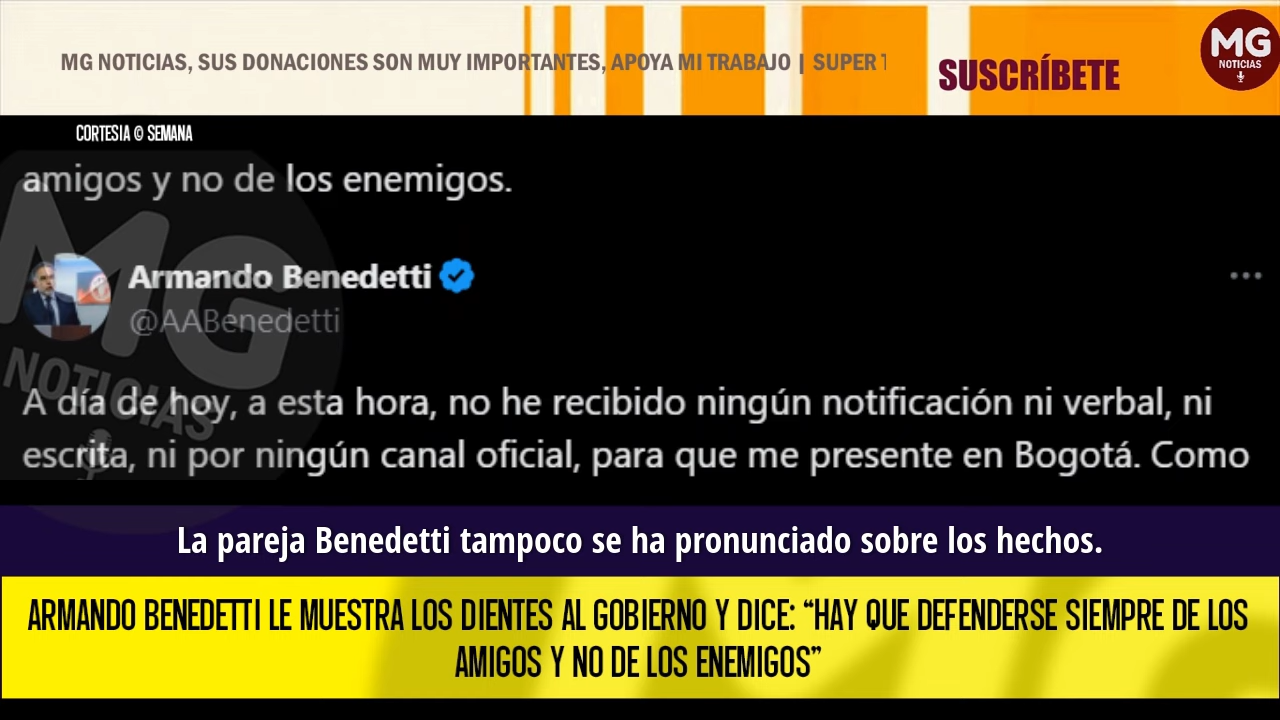 MG NOTICIAS, SUS DONACIONES SON MUY IMPORTANTES, APOYA MI TRABAJO | SUPER
SUSCRÍBETE
MG
NOTICIAS
CORTESIA © SEMANA
amigos y no de los enemigos.
Armando Benedetti
@AABenedetti
A día de hoy, a esta hora, no he recibido ningún notificación ni verbal, ni
escrita, ni por ningún canal oficial, para que me presente en Bogotá. Como
MG
NOTICIAS
La pareja Benedetti tampoco se ha pronunciado sobre los hechos.
ARMANDO BENEDETTI LE MUESTRA LOS DIENTES AL GOBIERNO Y DICE: “HAY QUE DEFENDERSE SIEMPRE DE LOS
AMIGOS Y NO DE LOS ENEMIGOS”